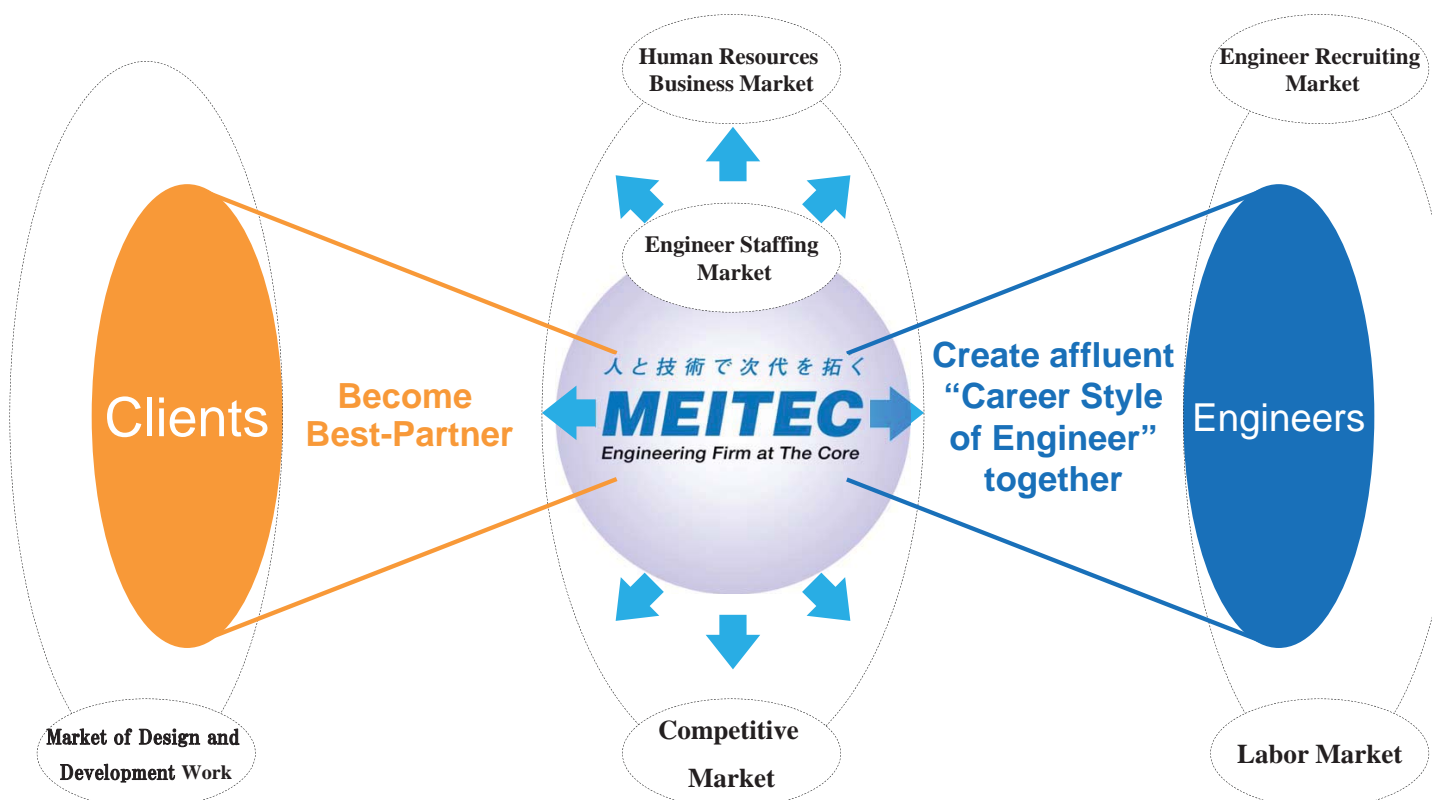 Human Resources
Business Market
Engineer Recruiting
Market
Engineer Staffing
Market
Clients
Become
Best-Partner
人と技術で次代を拓く
MEITEC
Engineering Firm at The Core
Create affluent
“Career Style
of Engineer”
together
Engineers
Market of Design and
Development Work
Competitive
Market
Labor Market